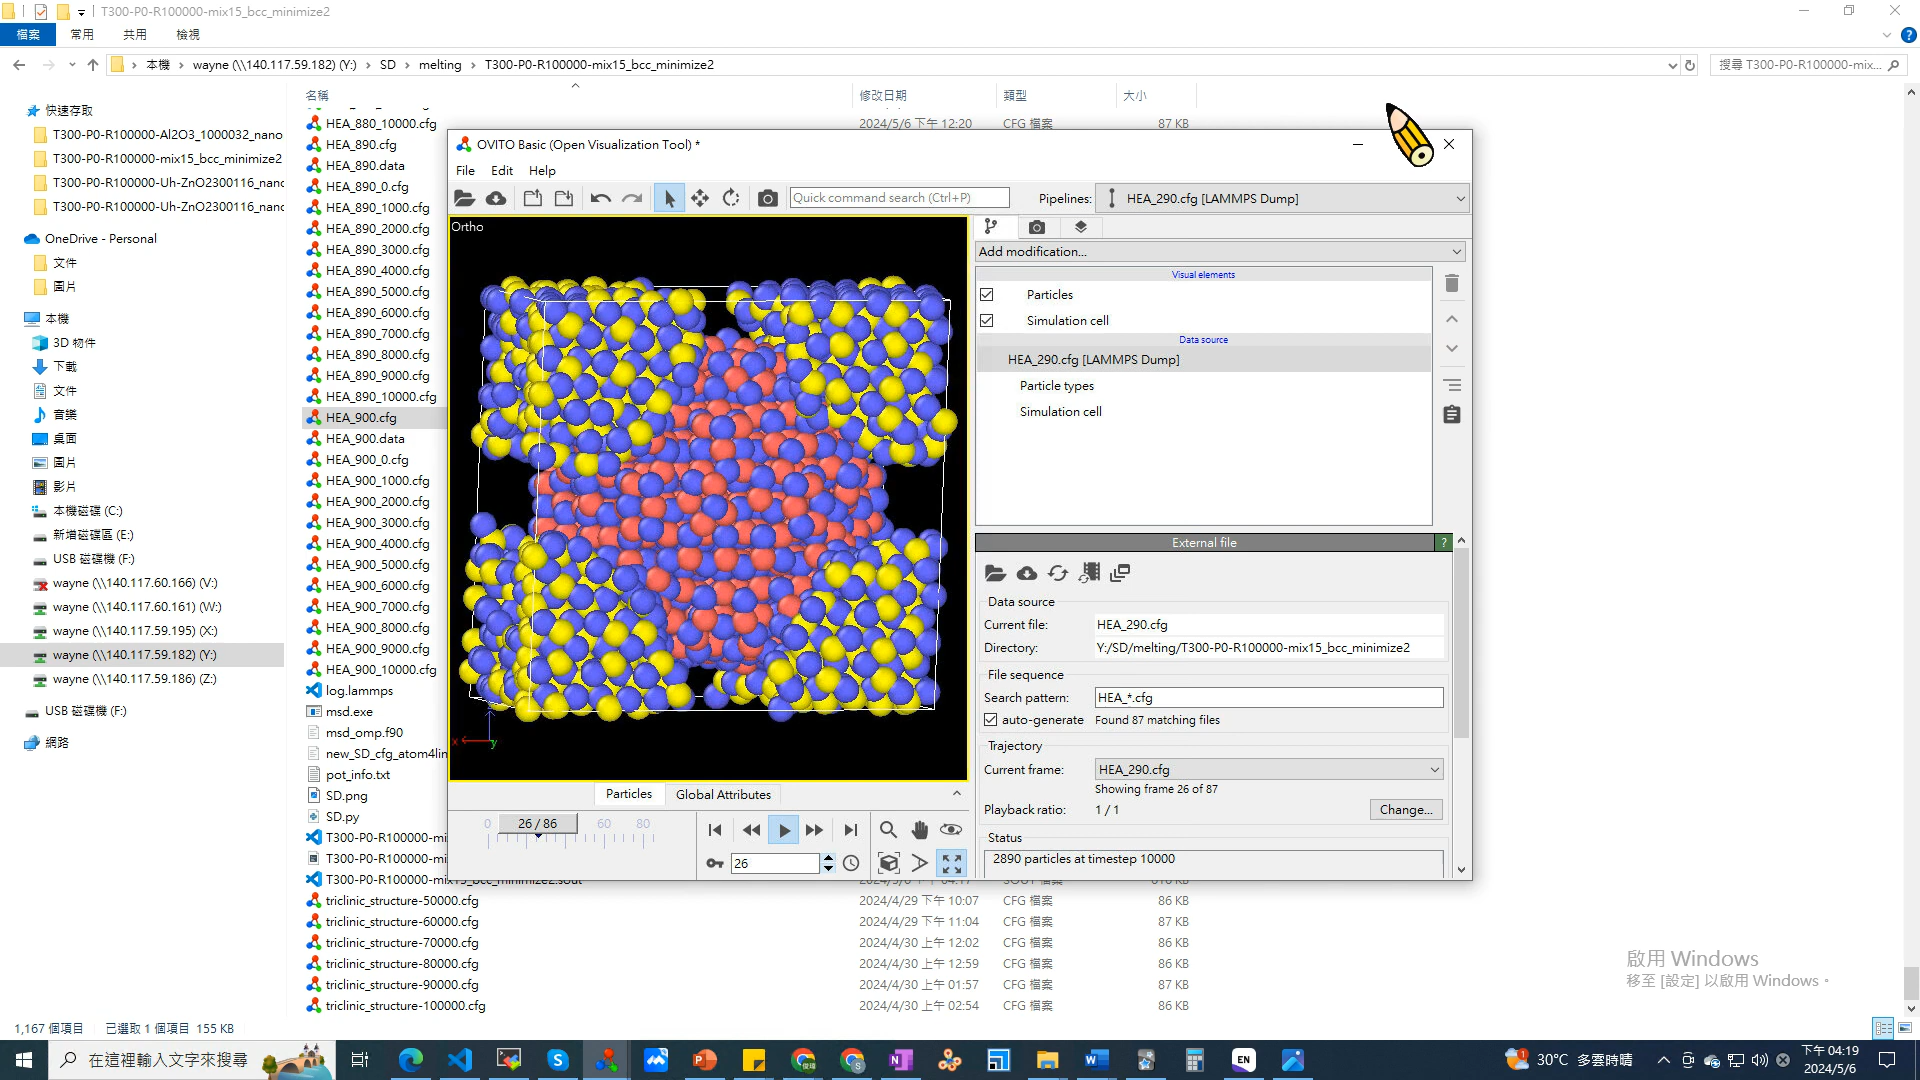 T300-P0-R100000-mix15_bcc_minimize2
檔案 常用 共用 檢視
本機 wayne (\\140.117.59.182) (Y:) SD melting T300-P0-R100000-mix15_bcc_minimize2
搜尋 T300-P0-R100000-mix...
名稱 修改日期 類型 大小
快速存取
T300-P0-R100000-Al2O3_1000032_nano
T300-P0-R100000-mix15_bcc_minimize2
T300-P0-R100000-Uh-ZnO2300116_nanc
T300-P0-R100000-Uh-ZnO2300116_nanc
OneDrive - Personal
文件
圖片
本機
3D 物件
下載
文件
音樂
桌面
圖片
影片
本機磁碟 (C:)
新增磁碟區 (E:)
USB 磁碟機 (F:)
wayne (\\140.117.60.166) (V:)
wayne (\\140.117.60.161) (W:)
wayne (\\140.117.59.195) (X:)
wayne (\\140.117.59.182) (Y:)
wayne (\\140.117.59.186) (Z:)
USB 磁碟機 (F:)
網路
HEA_880_10000.cfg 2024/5/6 下午 12:20 CFG 檔案 87 KB
HEA_890.cfg
HEA_890.data
HEA_890_0.cfg
HEA_890_1000.cfg
HEA_890_2000.cfg
HEA_890_3000.cfg
HEA_890_4000.cfg
HEA_890_5000.cfg
HEA_890_6000.cfg
HEA_890_7000.cfg
HEA_890_8000.cfg
HEA_890_9000.cfg
HEA_890_10000.cfg
HEA_900.cfg
HEA_900.data
HEA_900_0.cfg
HEA_900_1000.cfg
HEA_900_2000.cfg
HEA_900_3000.cfg
HEA_900_4000.cfg
HEA_900_5000.cfg
HEA_900_6000.cfg
HEA_900_7000.cfg
HEA_900_8000.cfg
HEA_900_9000.cfg
HEA_900_10000.cfg
log.lammps
msd.exe
msd_omp.f90
new_SD_cfg_atom4lin
pot_info.txt
SD.png
SD.py
T300-P0-R100000-mi
T300-P0-R100000-mi
T300-P0-R100000-mix15_bcc_minimize2.sout
triclinic_structure-50000.cfg 2024/4/29 下午 10:07 CFG 檔案 86 KB
triclinic_structure-60000.cfg 2024/4/29 下午 11:04 CFG 檔案 87 KB
triclinic_structure-70000.cfg 2024/4/30 上午 12:02 CFG 檔案 86 KB
triclinic_structure-80000.cfg 2024/4/30 上午 12:59 CFG 檔案 86 KB
triclinic_structure-90000.cfg 2024/4/30 上午 01:57 CFG 檔案 87 KB
triclinic_structure-100000.cfg 2024/4/30 上午 02:54 CFG 檔案 86 KB
OVITO Basic (Open Visualization Tool) *
File Edit Help
Quick command search (Ctrl+P) Pipelines: HEA_290.cfg [LAMMPS Dump]
Ortho
x
y
Add modification...
Visual elements
Particles
Simulation cell
Data source
HEA_290.cfg [LAMMPS Dump]
Particle types
Simulation cell
External file ?
Data source
Current file: HEA_290.cfg
Directory: Y:/SD/melting/T300-P0-R100000-mix15_bcc_minimize2
File sequence
Search pattern: HEA_*.cfg
auto-generate Found 87 matching files
Trajectory
Current frame: HEA_290.cfg
Showing frame 26 of 87
Playback ratio: 1 / 1 Change...
Status
2890 particles at timestep 10000
Particles Global Attributes
0 26 / 86 60 80
26
啟用 Windows
移至 [設定] 以啟用 Windows。
1,167 個項目 已選取 1 個項目 155 KB
在這裡輸入文字來搜尋
EN
30°C 多雲時晴
下午 04:19
2024/5/6